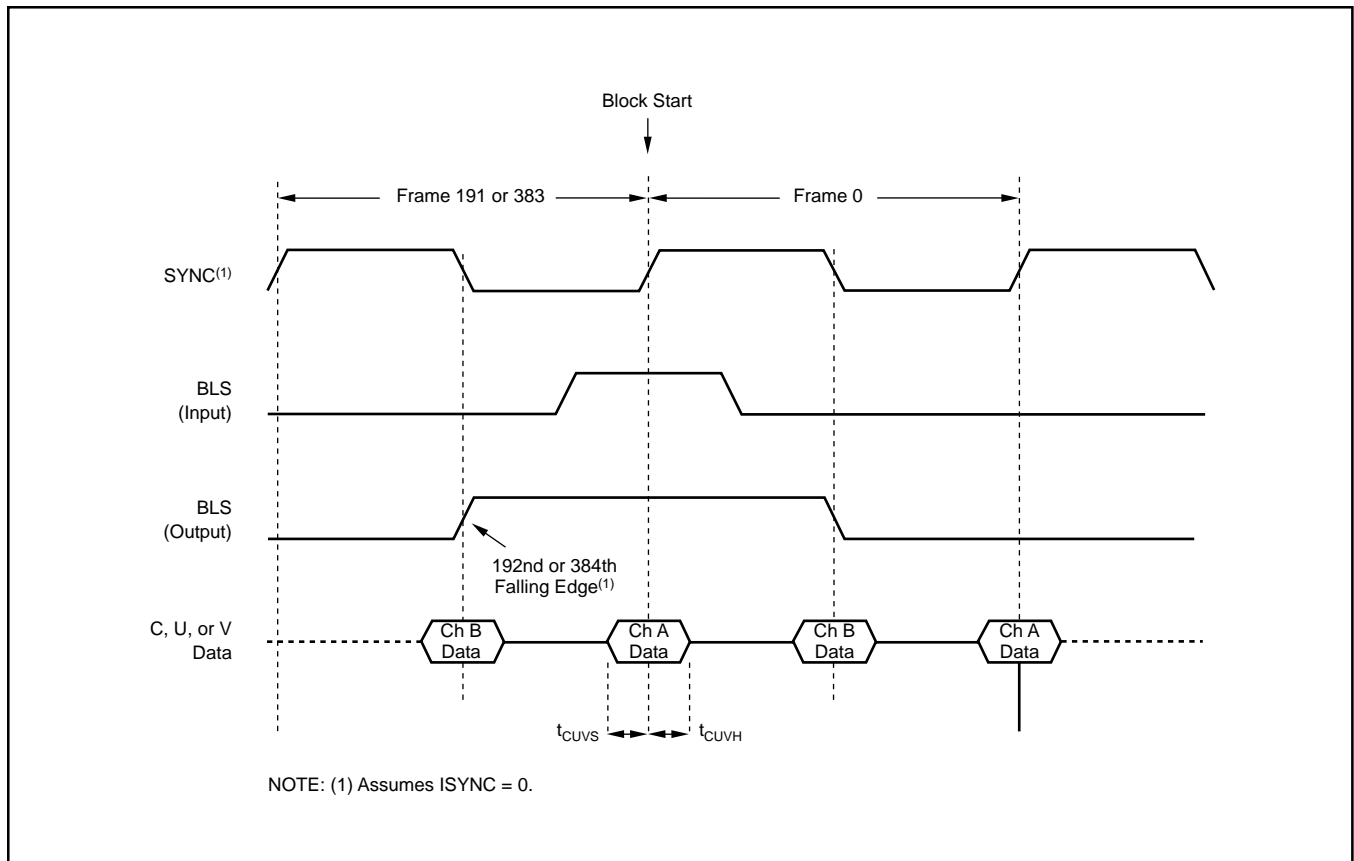 Block Start
Frame 191 or 383
Frame 0
SYNC(1)
BLS
(Input)
BLS
(Output)
192nd or 384th
Falling Edge(1)
C, U, or V
Data
Ch B
Data
Ch A
Data
Ch B
Data
Ch A
Data
tCUVS
tCUVH
NOTE: (1) Assumes ISYNC = 0.